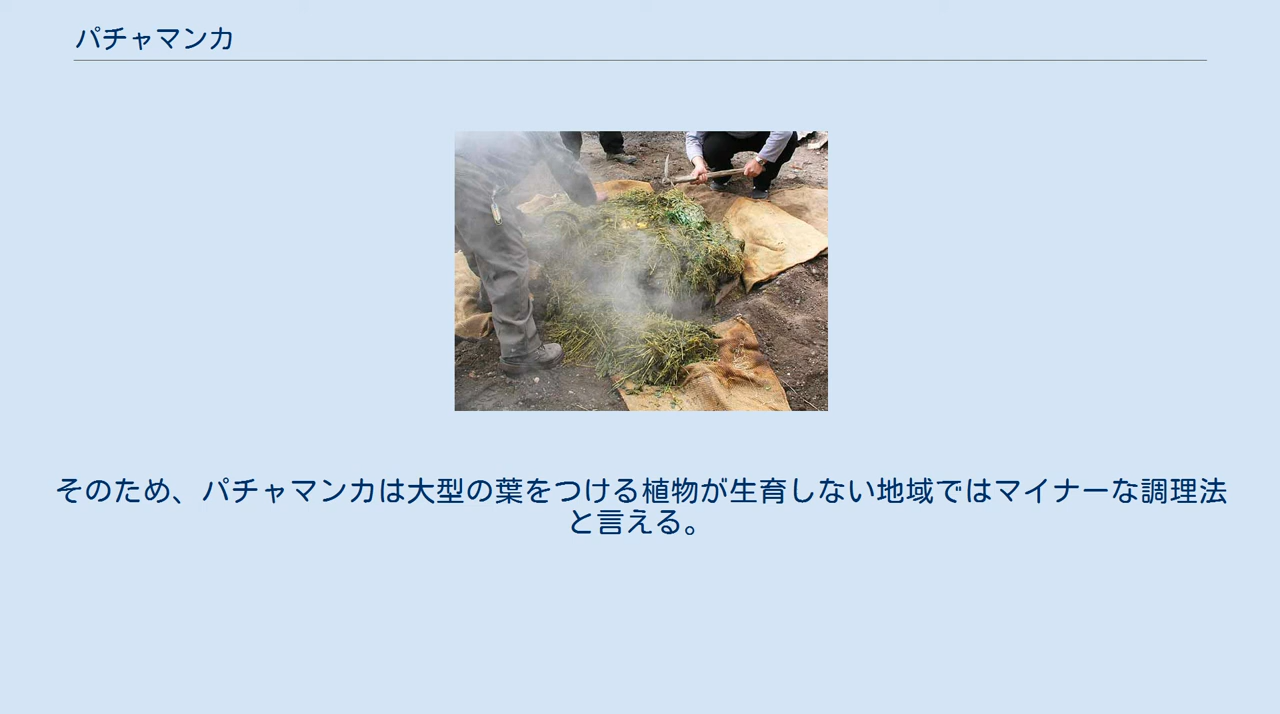 パチャマンカ
そのため、パチャマンカは大型の葉をつける植物が生育しない地域ではマイナーな調理法
と言える。